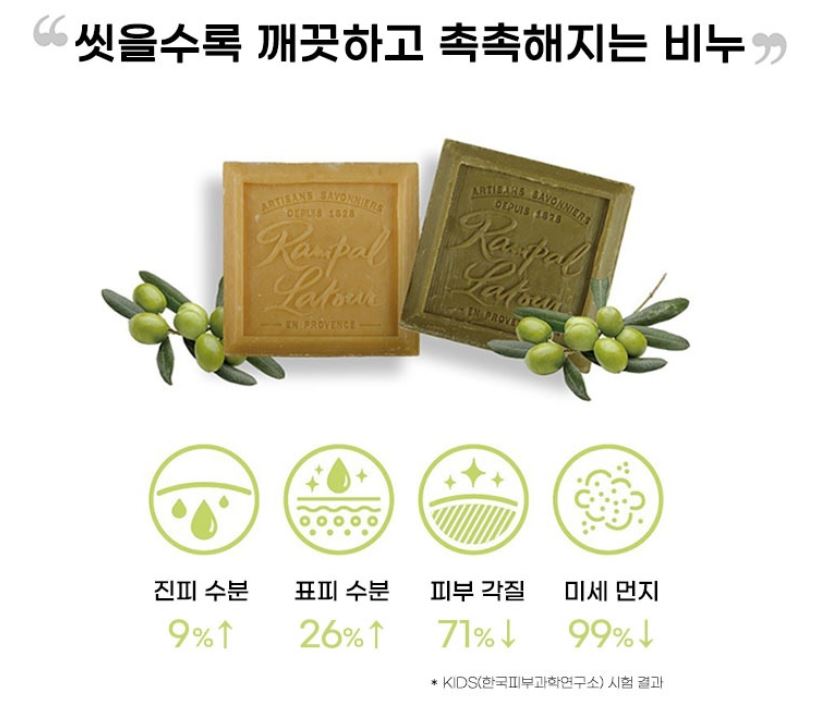 “씻을수록 깨끗하고 촉촉해지는 비누”
ARTISANS SAVONNIERS
DEPUIS 1828
Rampal
Latour
EN PROVENCE
ARTISANS SAVONNIERS
DEPUIS 1828
Rampal
Latour
EN PROVE
진피 수분 표피 수분 피부 각질 미세 먼지
9%↑ 26%↑ 71%↓ 99%↓
* KIDS(한국피부과학연구소) 시험 결과